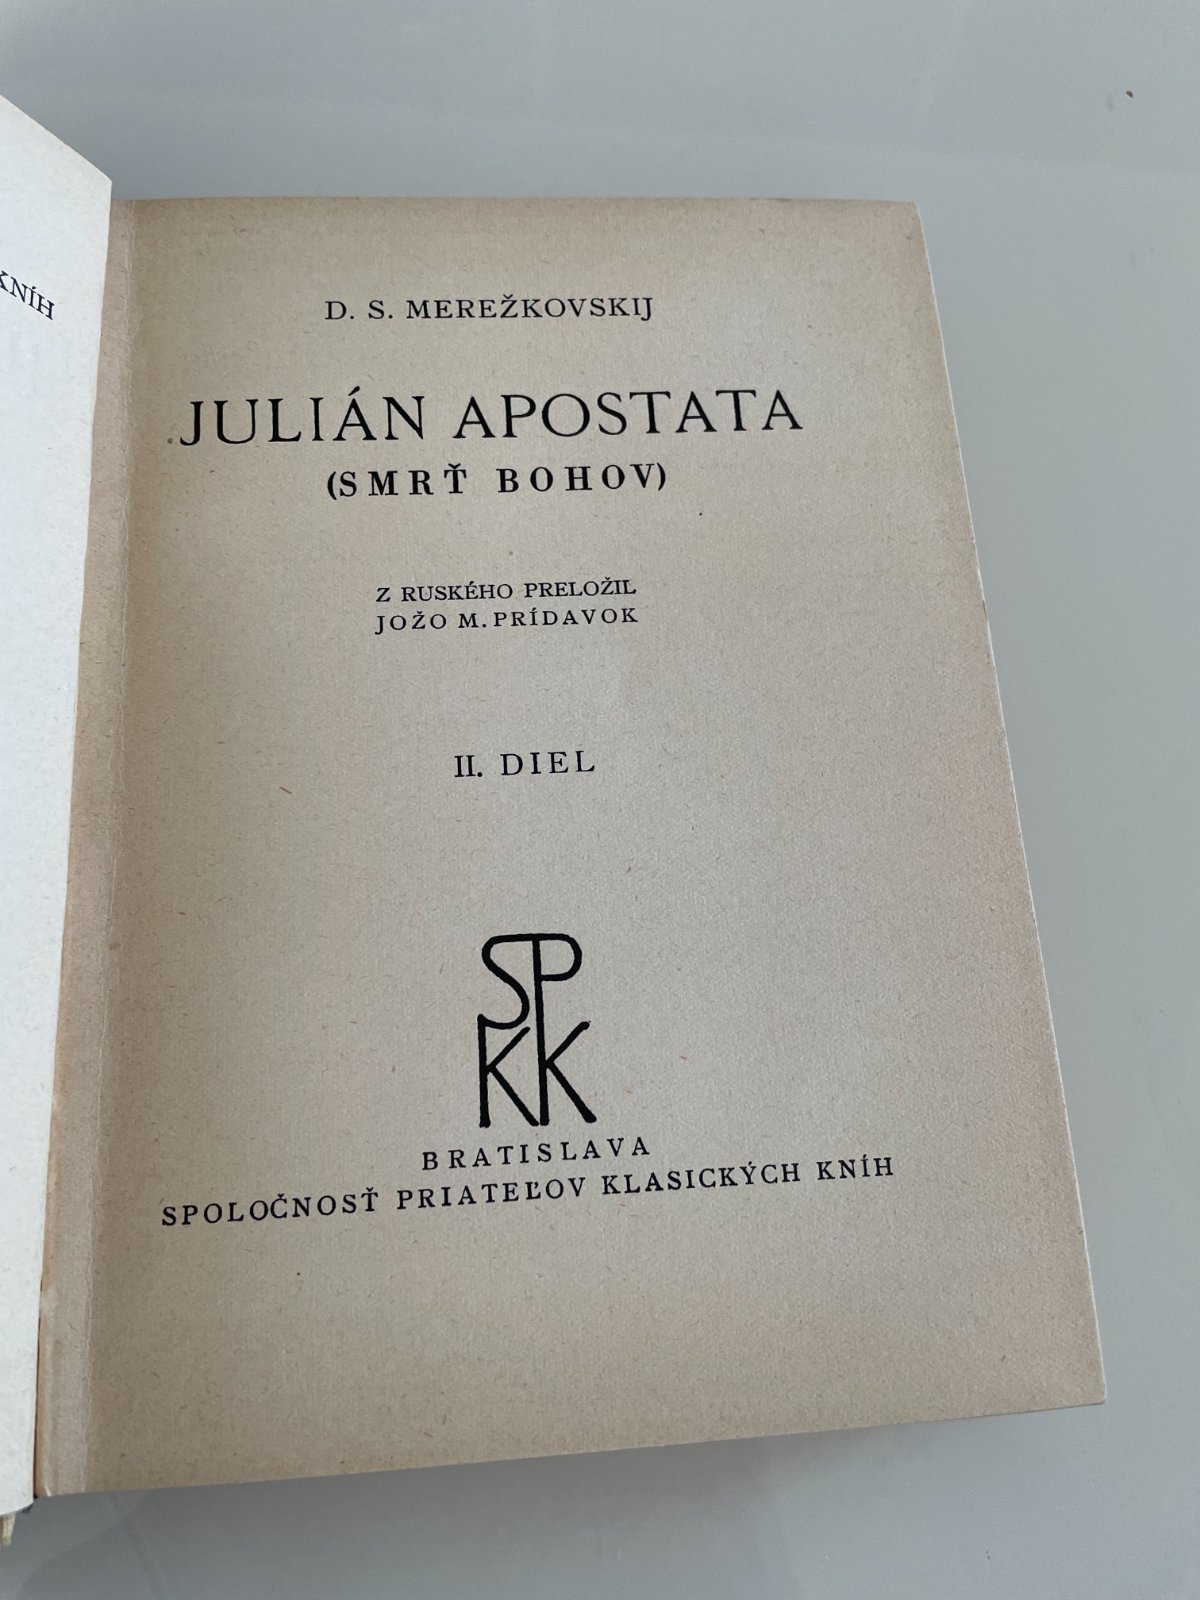 KNÍH
D. S. MEREŽKOVSKIJ
JULIÁN APOSTATA
(SMRŤ BOHOV)
Z RUSKÉHO PRELOŽIL
JOŽO M. PRÍDAVOK
II. DIEL
SP
KK
BRATISLAVA
SPOLOČNOSŤ PRIATEĽOV KLASICKÝCH KNÍH